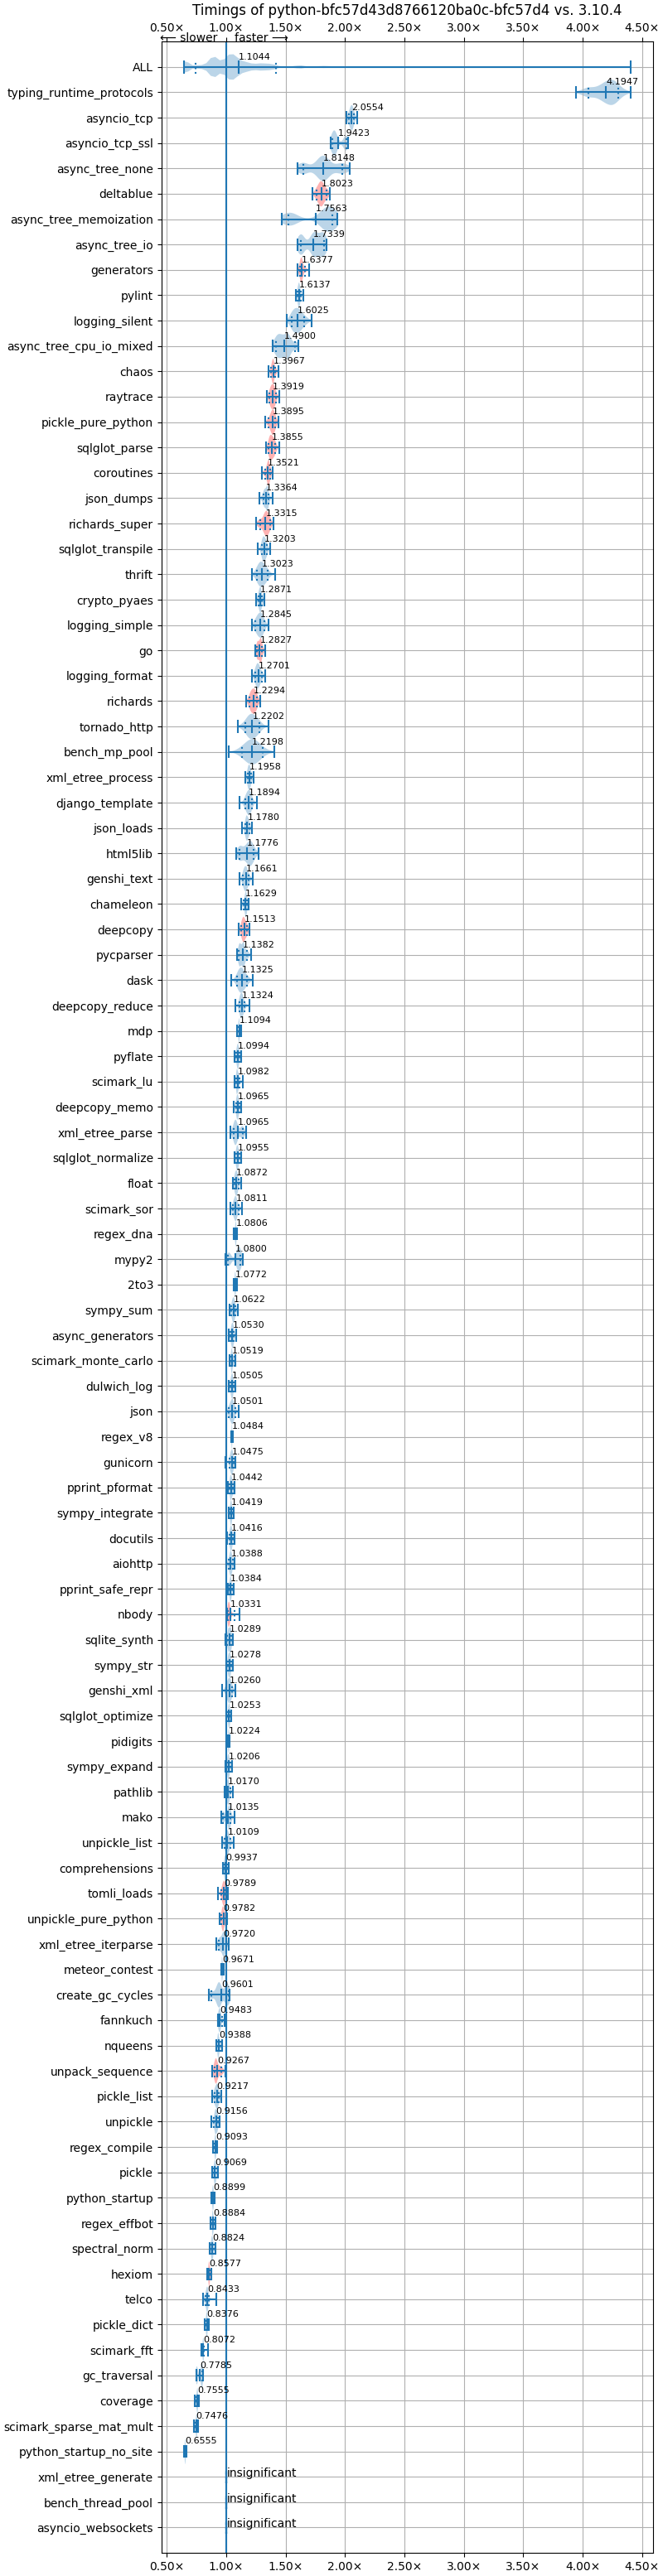 Timings of python-bfc57d43d8766120ba0c-bfc57d4 vs. 3.10.4
0.50× 1.00× 1.50× 2.00× 2.50× 3.00× 3.50× 4.00× 4.50×
⟵ slower faster ⟶
ALL 1.1044
typing_runtime_protocols 4.1947
asyncio_tcp 2.0554
asyncio_tcp_ssl 1.9423
async_tree_none 1.8148
deltablue 1.8023
async_tree_memoization 1.7563
async_tree_io 1.7339
generators 1.6377
pylint 1.6137
logging_silent 1.6025
async_tree_cpu_io_mixed 1.4900
chaos 1.3967
raytrace 1.3919
pickle_pure_python 1.3895
sqlglot_parse 1.3855
coroutines 1.3521
json_dumps 1.3364
richards_super 1.3315
sqlglot_transpile 1.3203
thrift 1.3023
crypto_pyaes 1.2871
logging_simple 1.2845
go 1.2827
logging_format 1.2701
richards 1.2294
tornado_http 1.2202
bench_mp_pool 1.2198
xml_etree_process 1.1958
django_template 1.1894
json_loads 1.1780
html5lib 1.1776
genshi_text 1.1661
chameleon 1.1629
deepcopy 1.1513
pycparser 1.1382
dask 1.1325
deepcopy_reduce 1.1324
mdp 1.1094
pyflate 1.0994
scimark_lu 1.0982
deepcopy_memo 1.0965
xml_etree_parse 1.0965
sqlglot_normalize 1.0955
float 1.0872
scimark_sor 1.0811
regex_dna 1.0806
mypy2 1.0800
2to3 1.0772
sympy_sum 1.0622
async_generators 1.0530
scimark_monte_carlo 1.0519
dulwich_log 1.0505
json 1.0501
regex_v8 1.0484
gunicorn 1.0475
pprint_pformat 1.0442
sympy_integrate 1.0419
docutils 1.0416
aiohttp 1.0388
pprint_safe_repr 1.0384
nbody 1.0331
sqlite_synth 1.0289
sympy_str 1.0278
genshi_xml 1.0260
sqlglot_optimize 1.0253
pidigits 1.0224
sympy_expand 1.0206
pathlib 1.0170
mako 1.0135
unpickle_list 1.0109
comprehensions 0.9937
tomli_loads 0.9789
unpickle_pure_python 0.9782
xml_etree_iterparse 0.9720
meteor_contest 0.9671
create_gc_cycles 0.9601
fannkuch 0.9483
nqueens 0.9388
unpack_sequence 0.9267
pickle_list 0.9217
unpickle 0.9156
regex_compile 0.9093
pickle 0.9069
python_startup 0.8899
regex_effbot 0.8884
spectral_norm 0.8824
hexiom 0.8577
telco 0.8433
pickle_dict 0.8376
scimark_fft 0.8072
gc_traversal 0.7785
coverage 0.7555
scimark_sparse_mat_mult 0.7476
python_startup_no_site 0.6555
xml_etree_generate insignificant
bench_thread_pool insignificant
asyncio_websockets insignificant
0.50× 1.00× 1.50× 2.00× 2.50× 3.00× 3.50× 4.00× 4.50×